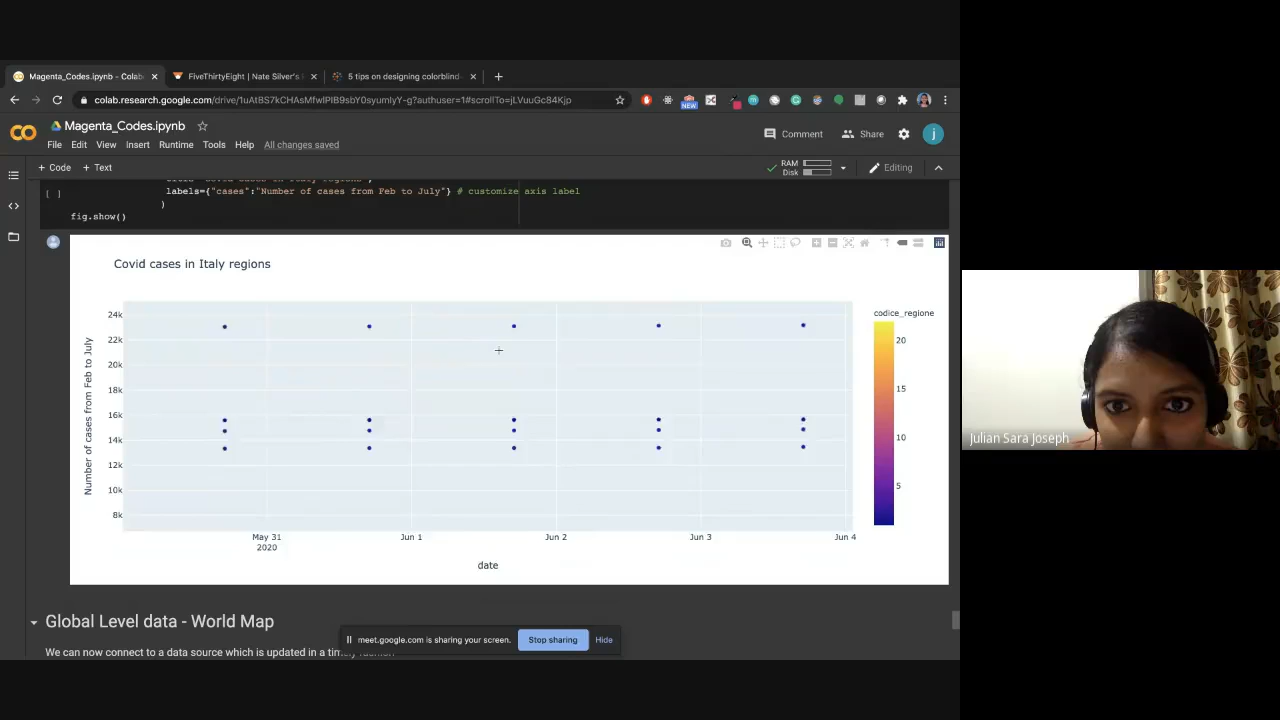 Magenta_Codes.ipynb - Colab
FiveThirtyEight | Nate Silver's
5 tips on designing colorblind
colab.research.google.com/drive/1uAtBS7kCHAsMfwIPIB9sbY0syumlyY-g?authuser=1#scrollTo=jLVuuGc84Kjp
NEW
Magenta_Codes.ipynb
Comment
Share
j
File Edit View Insert Runtime Tools Help All changes saved
+ Code + Text
RAM
Disk
Editing
[ ]
labels={"cases":"Number of cases from Feb to July"} # customize axis label
)
fig.show()
Covid cases in Italy regions
Number of cases from Feb to July
24k
22k
20k
18k
16k
14k
12k
10k
8k
May 31
2020
Jun 1
Jun 2
Jun 3
Jun 4
date
codice_regione
20
15
10
5
Global Level data - World Map
meet.google.com is sharing your screen.
Stop sharing
Hide
We can now connect to a data source which is updated in a timely fashion
Julian Sara Joseph